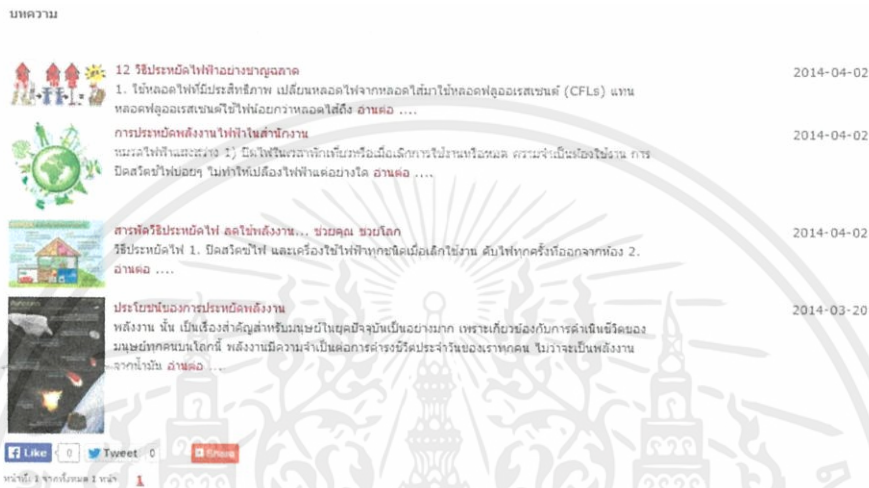 บทความ
12 วิธีประหยัดไฟฟ้าอย่างชาญฉลาด 2014-04-02
1. ใช้หลอดไฟที่มีประสิทธิภาพ เปลี่ยนหลอดไฟจากหลอดไส้มาใช้หลอดฟลูออเรสเซนต์ (CFLs) แทน
หลอดฟลูออเรสเซนต์ใช้ไฟน้อยกว่าหลอดไส้ถึง อ่านต่อ ....
การประหยัดพลังงานไฟฟ้าในสำนักงาน 2014-04-02
หมวดไฟฟ้าแสงสว่าง 1) ปิดไฟในเวลาพักเที่ยงหรือเมื่อเลิกการใช้งานหรือหมด ความจำเป็นต้องใช้งาน การ
ปิดสวิตช์ไฟบ่อยๆ ไม่ทำให้เปลืองไฟฟ้าแต่อย่างใด อ่านต่อ ....
สารพัดวิธีประหยัดไฟ ลดใช้พลังงาน... ช่วยคุณ ช่วยโลก 2014-04-02
วิธีประหยัดไฟ 1. ปิดสวิตช์ไฟ และเครื่องใช้ไฟฟ้าทุกชนิดเมื่อเลิกใช้งาน ดับไฟทุกครั้งที่ออกจากห้อง 2.
อ่านต่อ ....
ประโยชน์ของการประหยัดพลังงาน 2014-03-20
พลังงาน นั้น เป็นเรื่องสำคัญสำหรับมนุษย์ในยุคปัจจุบันเป็นอย่างมาก เพราะเกี่ยวข้องกับการดำเนินชีวิตของ
มนุษย์ทุกคนบนโลกนี้ พลังงานมีความจำเป็นต่อการดำรงชีวิตประจำวันของเราทุกคน ไม่ว่าจะเป็นพลังงาน
จากน้ำมัน อ่านต่อ ....
Like 0 Tweet 0 Share
หน้าที่ 1 จากทั้งหมด 1 หน้า 1